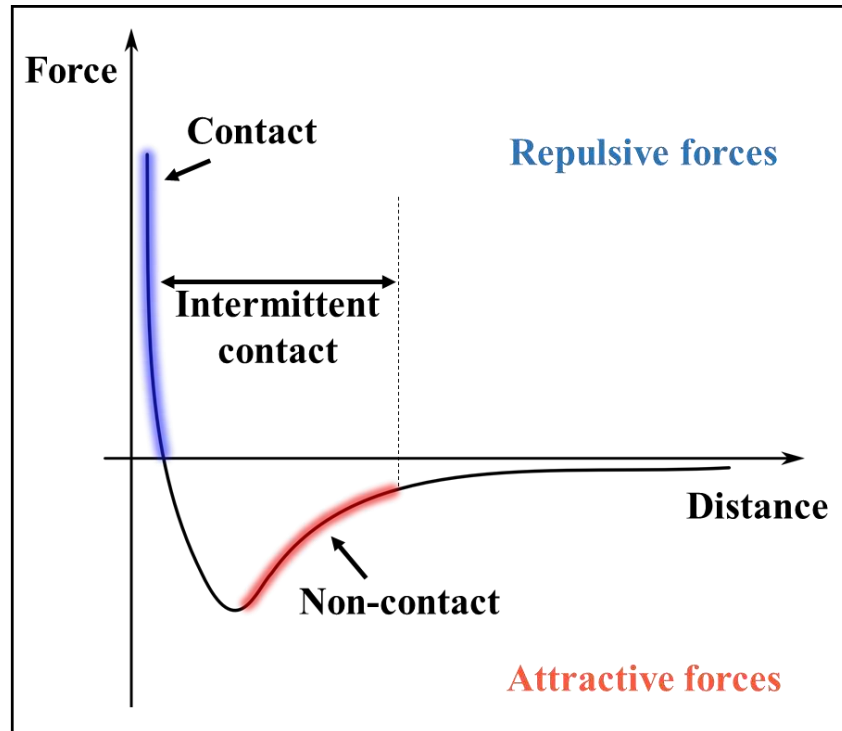 Force
Contact
Repulsive forces
Intermittent
contact
Distance
Non-contact
Attractive forces